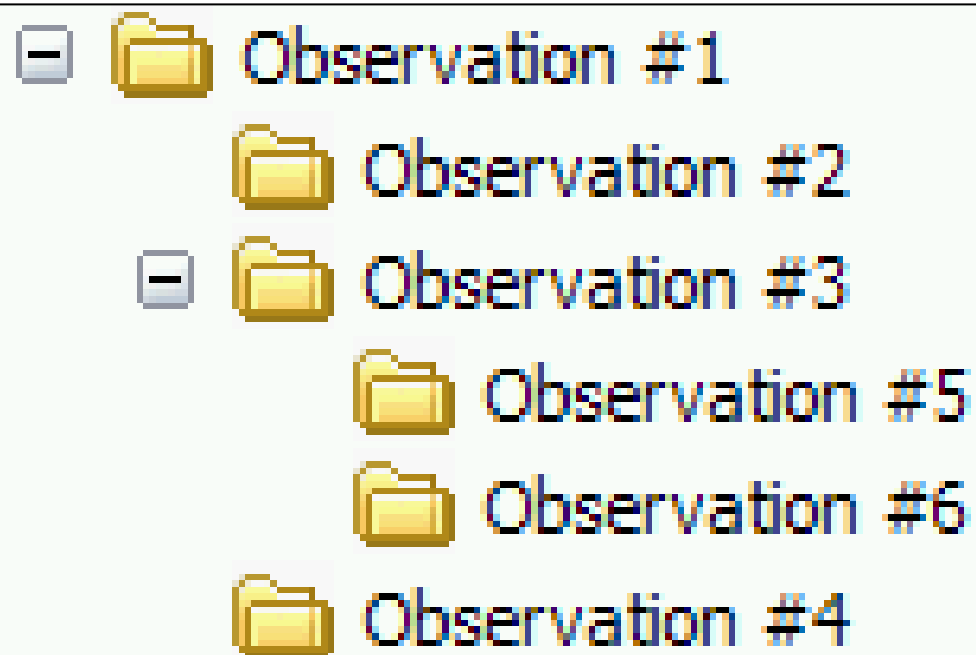 Observation #1
Observation #2
Observation #3
Observation #5
Observation #6
Observation #4